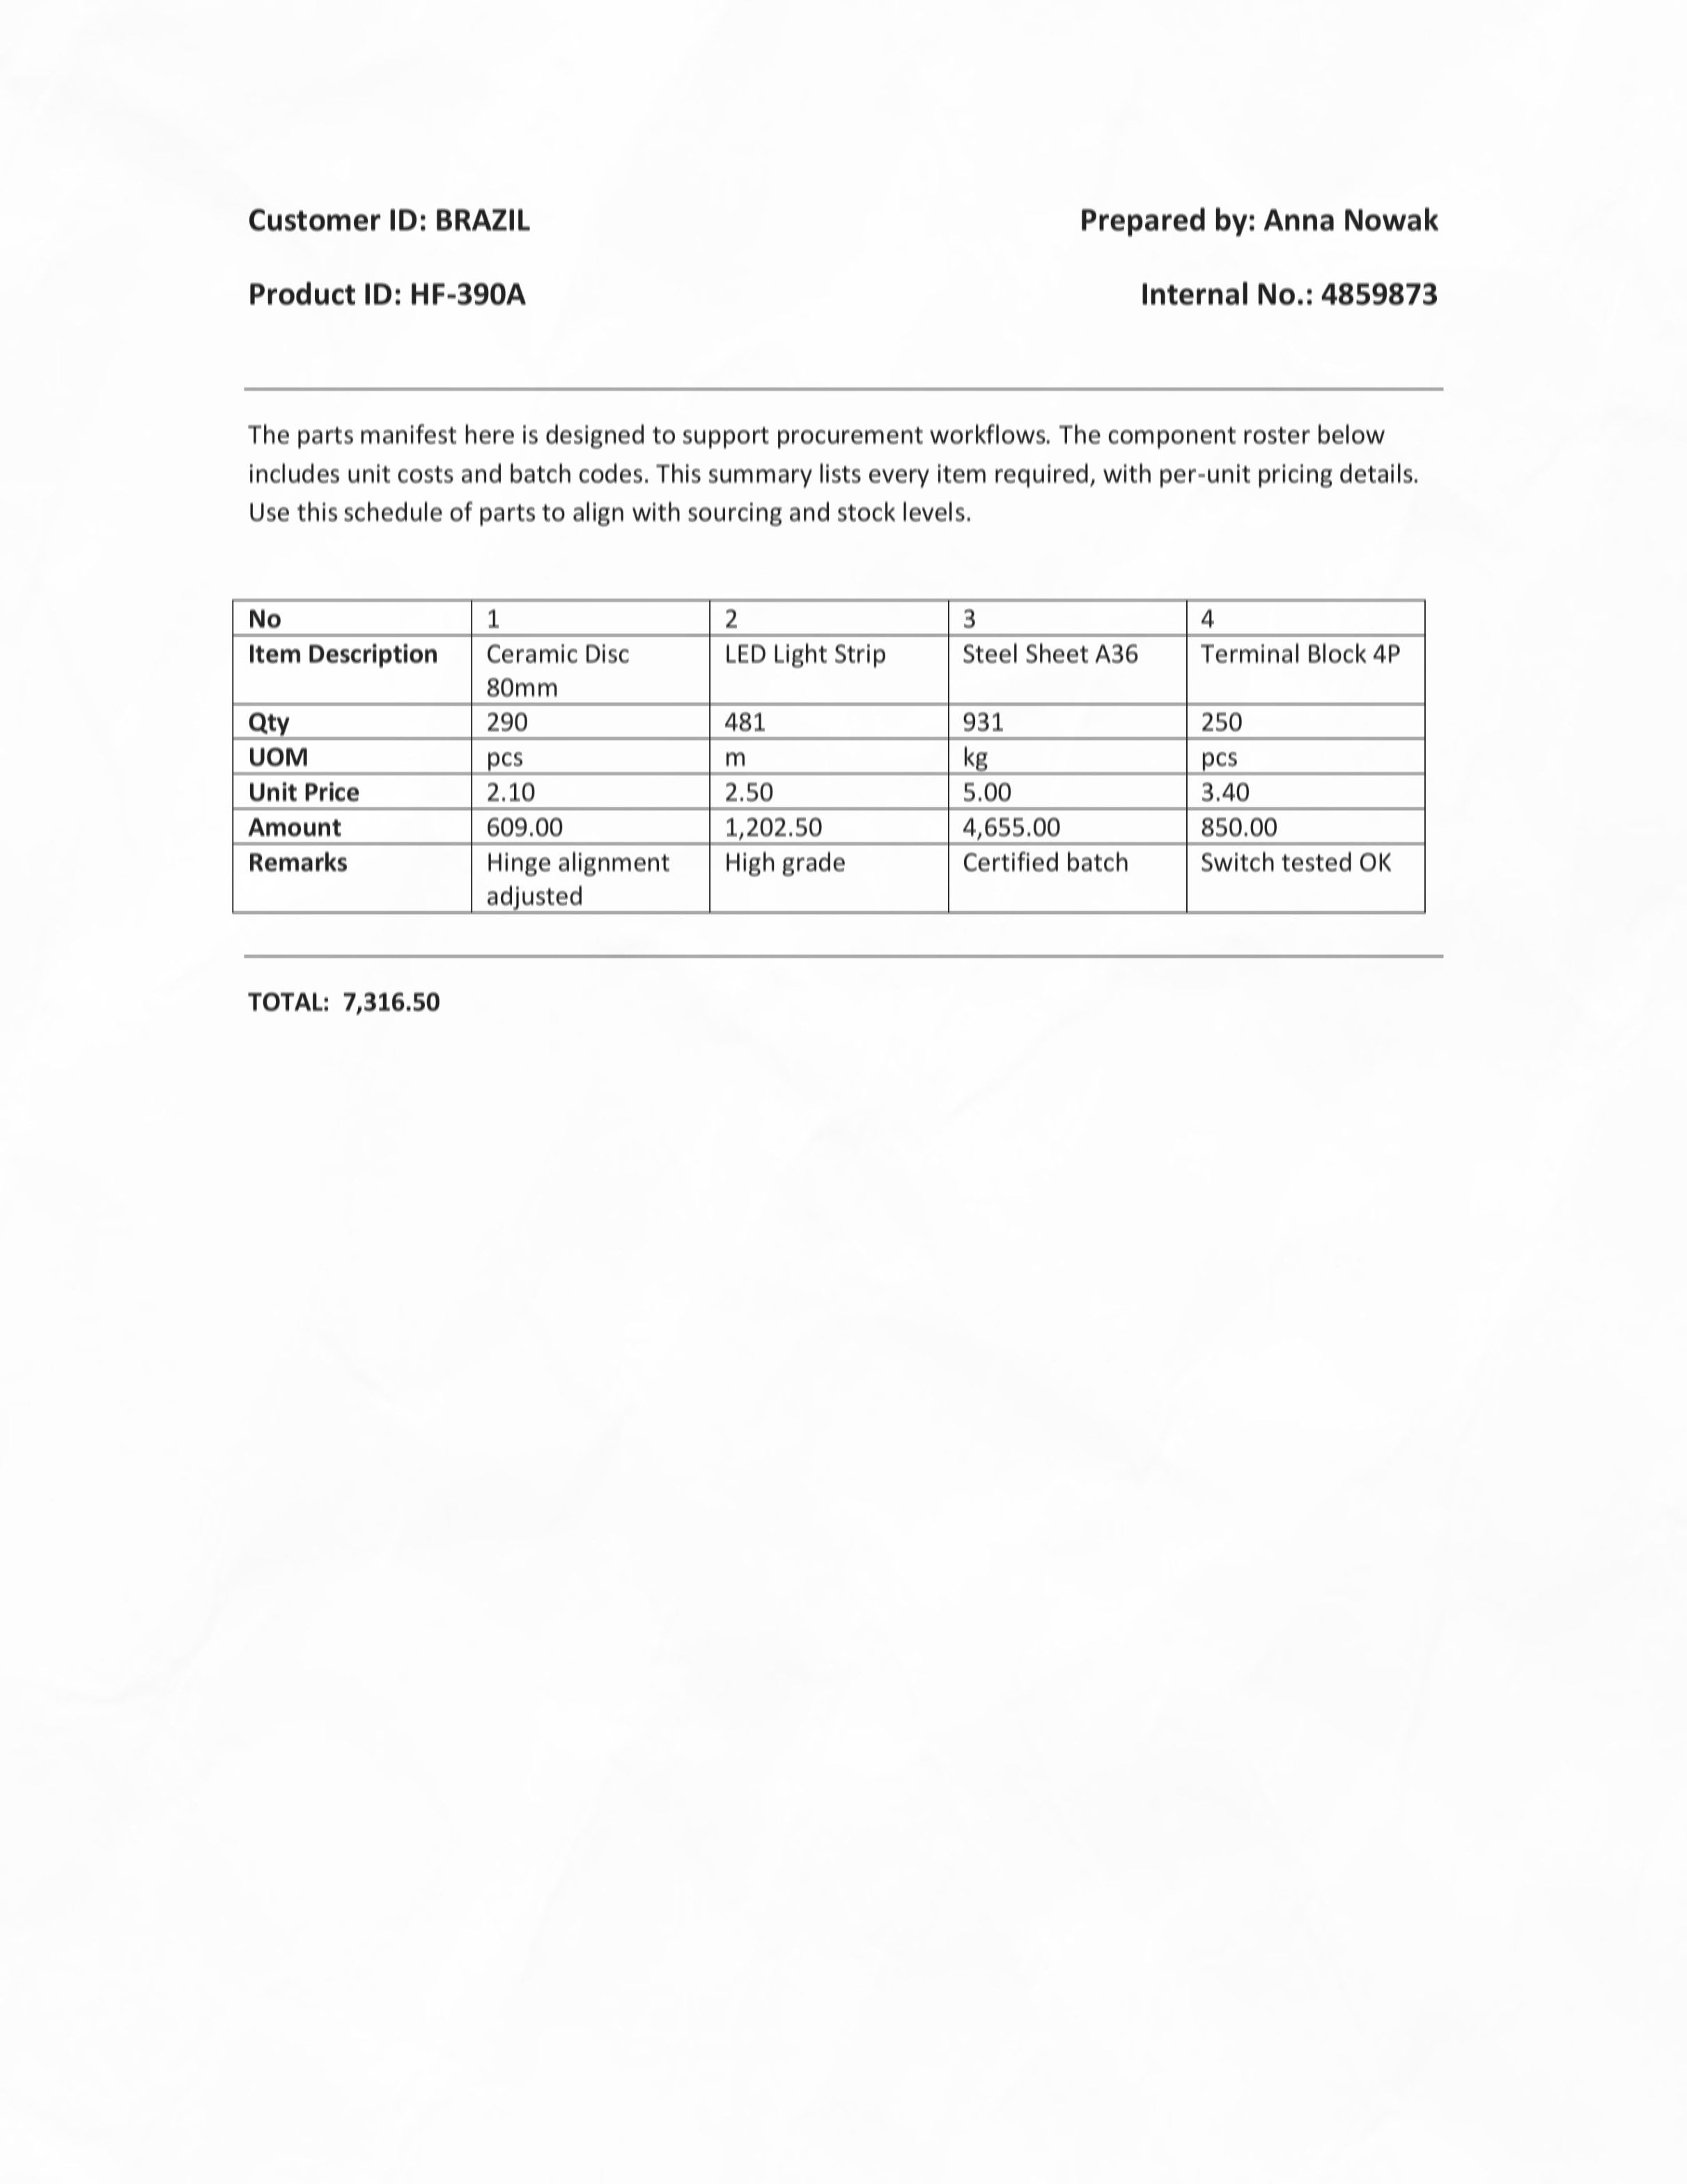 Customer ID: BRAZIL Prepared by: Anna Nowak
Product ID: HF-390A Internal No.: 4859873
The parts manifest here is designed to support procurement workflows. The component roster below
includes unit costs and batch codes. This summary lists every item required, with per-unit pricing details.
Use this schedule of parts to align with sourcing and stock levels.
No 1 2 3 4
Item Description Ceramic Disc LED Light Strip Steel Sheet A36 Terminal Block 4P
80mm
Qty 290 481 931 250
UOM pcs m kg pcs
Unit Price 2.10 2.50 5.00 3.40
Amount 609.00 1,202.50 4,655.00 850.00
Remarks Hinge alignment High grade Certified batch Switch tested OK
adjusted
TOTAL: 7,316.50